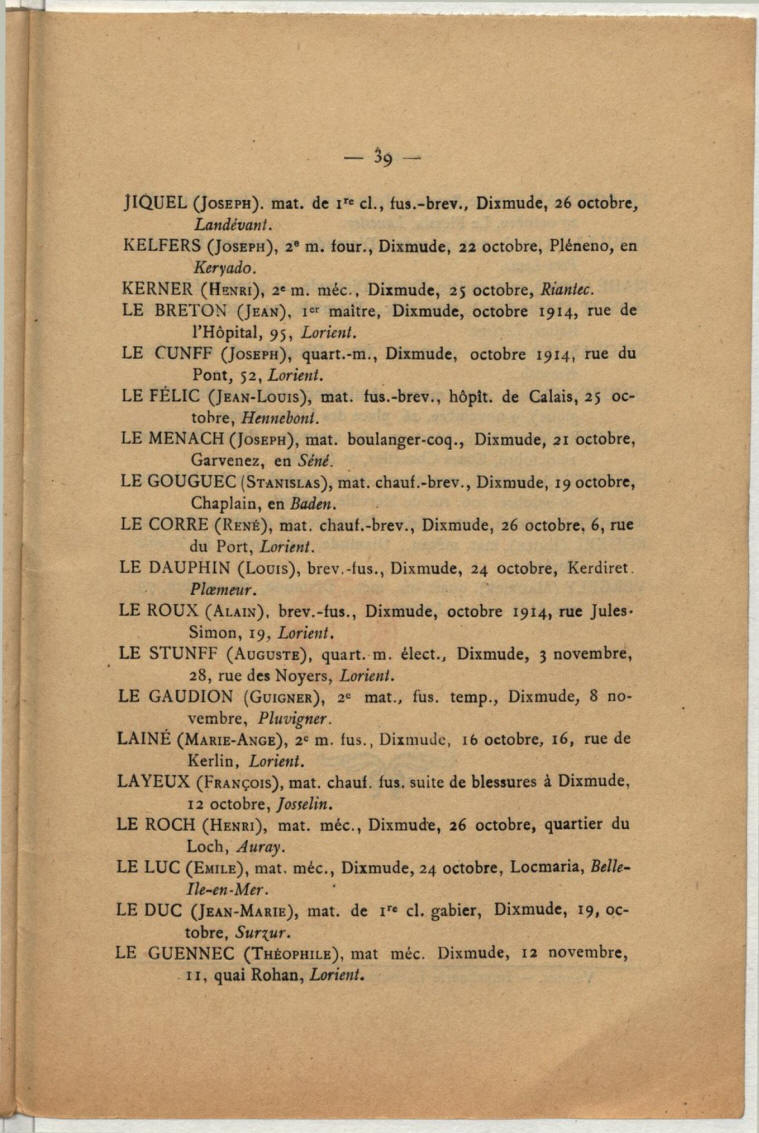 — 39 —
JIQUEL (JOSEPH). mat. de 1re cl., fus.-brev., Dixmude, 26 octobre,
Landévant.
KELFERS (JOSEPH), 2e m. four., Dixmude, 22 octobre, Pléneno, en
Keryado.
KERNER (HENRI), 2e m. méc., Dixmude, 25 octobre, Riantec.
LE BRETON (JEAN), 1er maître, Dixmude, octobre 1914, rue de
l'Hôpital, 95, Lorient.
LE CUNFF (JOSEPH), quart.-m., Dixmude, octobre 1914, rue du
Pont, 52, Lorient.
LE FÉLIC (JEAN-LOUIS), mat. fus.-brev., hôpît. de Calais, 25 oc-
tobre, Hennebont.
LE MENACH (JOSEPH), mat. boulanger-coq., Dixmude, 21 octobre,
Garvenez, en Séné.
LE GOUGUEC (STANISLAS), mat. chauf.-brev., Dixmude, 19 octobre,
Chaplain, en Baden.
LE CORRE (RENÉ), mat. chauf.-brev., Dixmude, 26 octobre, 6, rue
du Port, Lorient.
LE DAUPHIN (LOUIS), brev.-fus., Dixmude, 24 octobre, Kerdiret.
Plœmeur.
LE ROUX (ALAIN), brev.-fus., Dixmude, octobre 1914, rue Jules-
Simon, 19, Lorient.
LE STUNFF (AUGUSTE), quart. m. élect., Dixmude, 3 novembre,
28, rue des Noyers, Lorient.
LE GAUDION (GUIGNER), 2e mat., fus. temp., Dixmude, 8 no-
vembre, Pluvigner.
LAINÉ (MARIE-ANGE), 2e m. fus., Dixmude, 16 octobre, 16, rue de
Kerlin, Lorient.
LAYEUX (FRANÇOIS), mat. chauf. fus. suite de blessures à Dixmude,
12 octobre, Josselin.
LE ROCH (HENRI), mat. méc., Dixmude, 26 octobre, quartier du
Loch, Auray.
LE LUC (EMILE), mat. méc., Dixmude, 24 octobre, Locmaria, Belle-
Ile-en-Mer.
LE DUC (JEAN-MARIE), mat. de 1re cl. gabier, Dixmude, 19, oc-
tobre, Surzur.
LE GUENNEC (THÉOPHILE), mat méc. Dixmude, 12 novembre,
11, quai Rohan, Lorient.